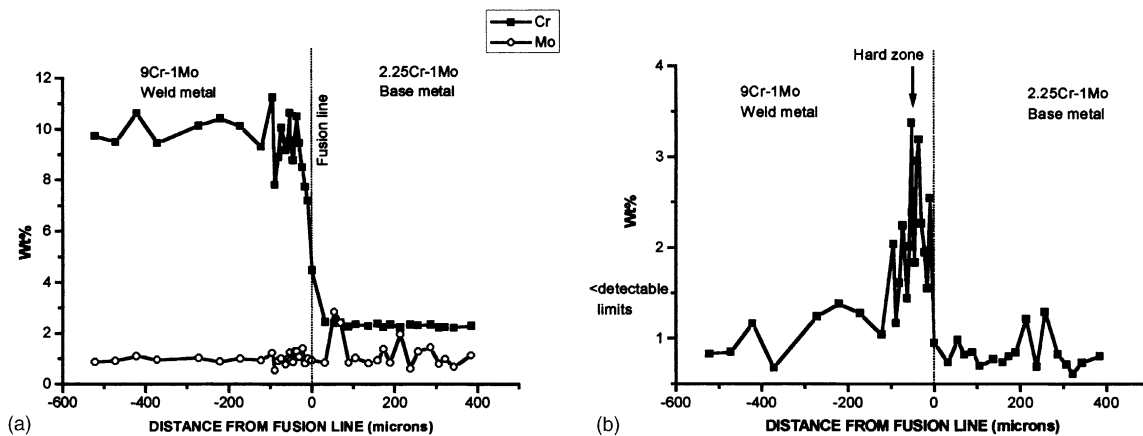 Cr
Mo
9Cr-1Mo
Weld metal
2.25Cr-1Mo
Base metal
Fusion line
12
10
8
6
4
2
0
Wt%
-600 -400 -200 0 200 400 600
DISTANCE FROM FUSION LINE (microns)
(a)
Hard zone
9Cr-1Mo
Weld metal
2.25Cr-1Mo
Base metal
4
3
2
1
Wt%
<detectable
limits
-600 -400 -200 0 200 400
DISTANCE FROM FUSION LINE (microns)
(b)